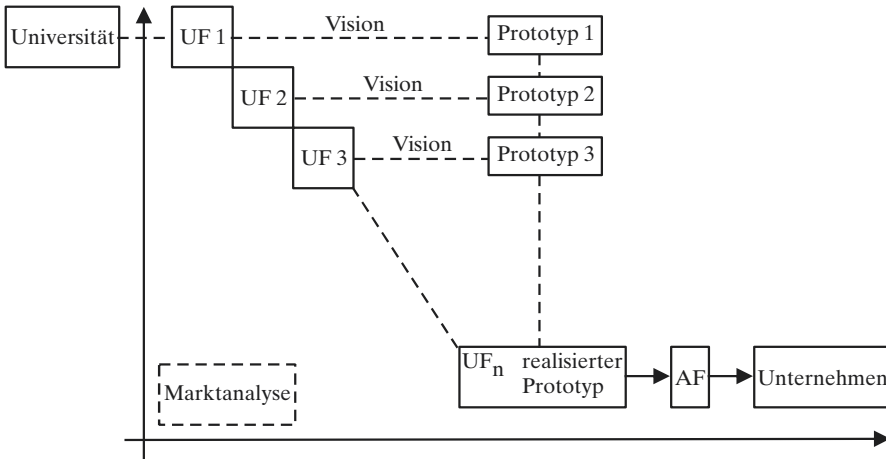 Universität
UF 1
Vision
Prototyp 1
UF 2
Vision
Prototyp 2
UF 3
Vision
Prototyp 3
UFn realisierter
Prototyp
AF
Unternehmen
Marktanalyse